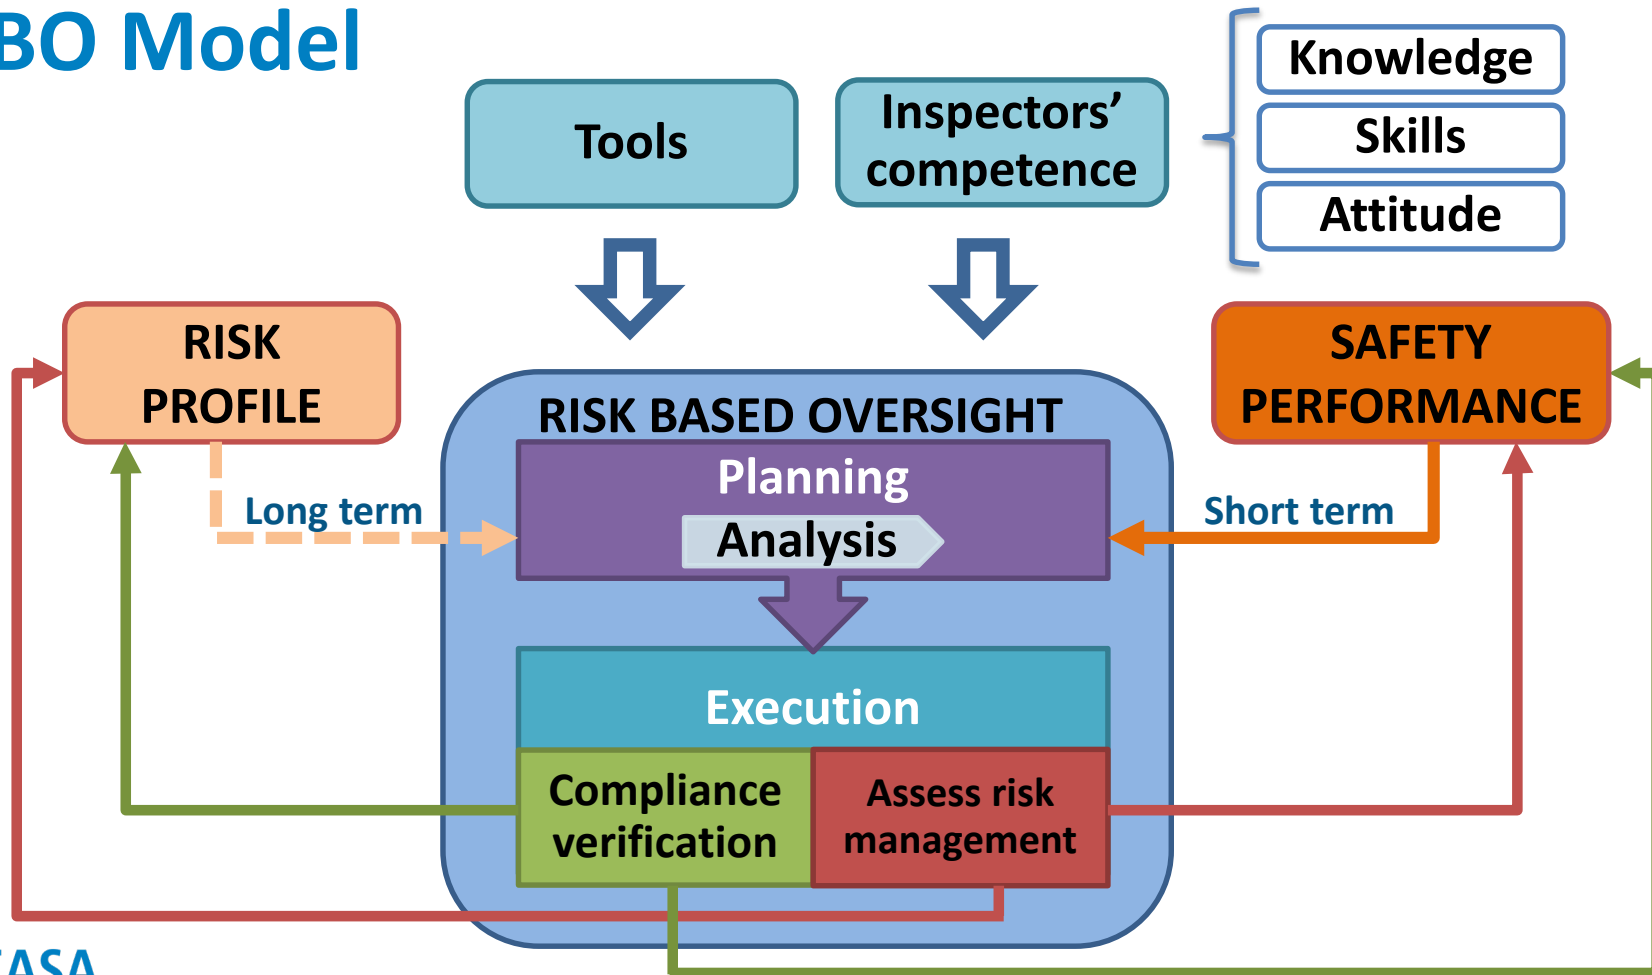 BO Model
Tools
Inspectors’
competence
Knowledge
Skills
Attitude
RISK
PROFILE
SAFETY
PERFORMANCE
RISK BASED OVERSIGHT
Planning
Analysis
Long term
Short term
Execution
Compliance
verification
Assess risk
management
EASA